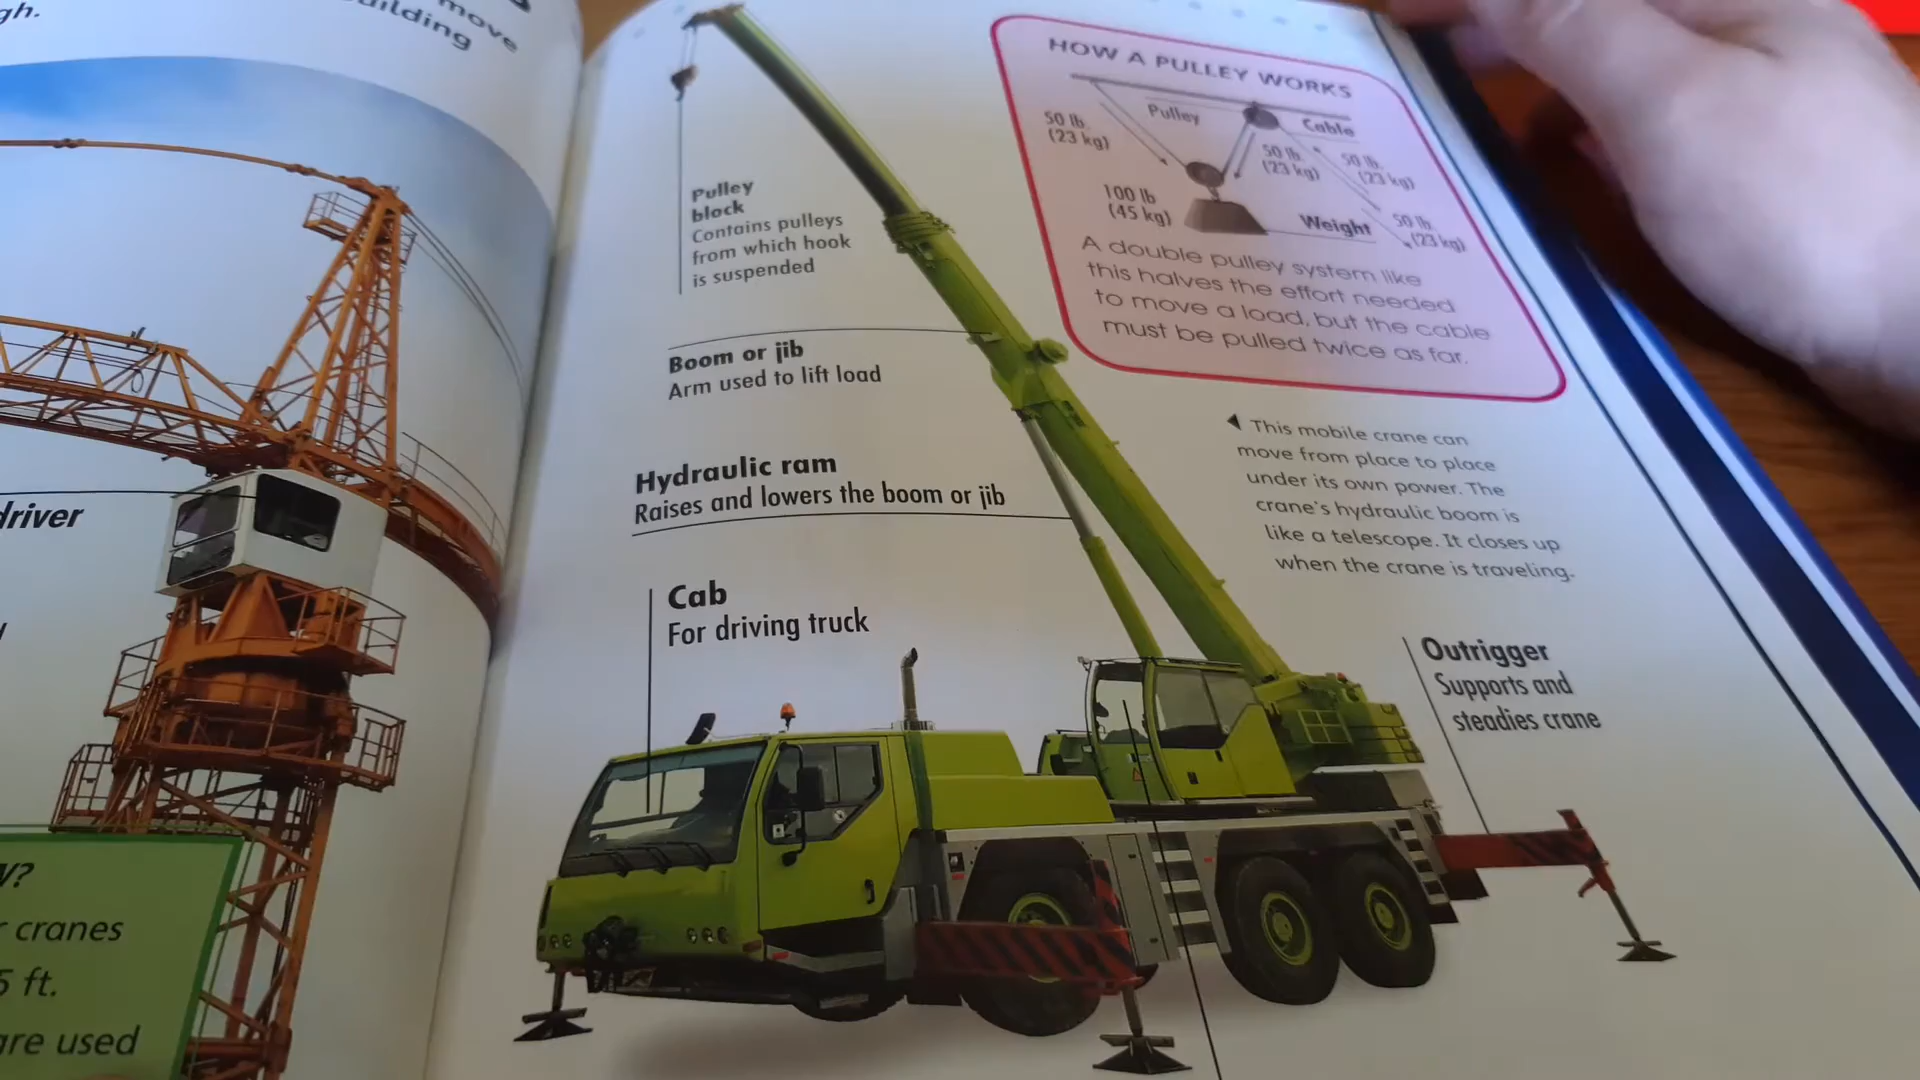 gh.
move
building
driver
?
cranes
5 ft.
are used
HOW A PULLEY WORKS
Pulley
Cable
50 lb.
(23 kg)
50 lb.
(23 kg)
50 lb.
(23 kg)
100 lb
(45 kg)
Weight
50 lb.
(23 kg)
A double pulley system like
this halves the effort needed
to move a load, but the cable
must be pulled twice as far.
Pulley
block
Contains pulleys
from which hook
is suspended
Boom or jib
Arm used to lift load
Hydraulic ram
Raises and lowers the boom or jib
Cab
For driving truck
This mobile crane can
move from place to place
under its own power. The
crane's hydraulic boom is
like a telescope. It closes up
when the crane is traveling.
Outrigger
Supports and
steadies crane